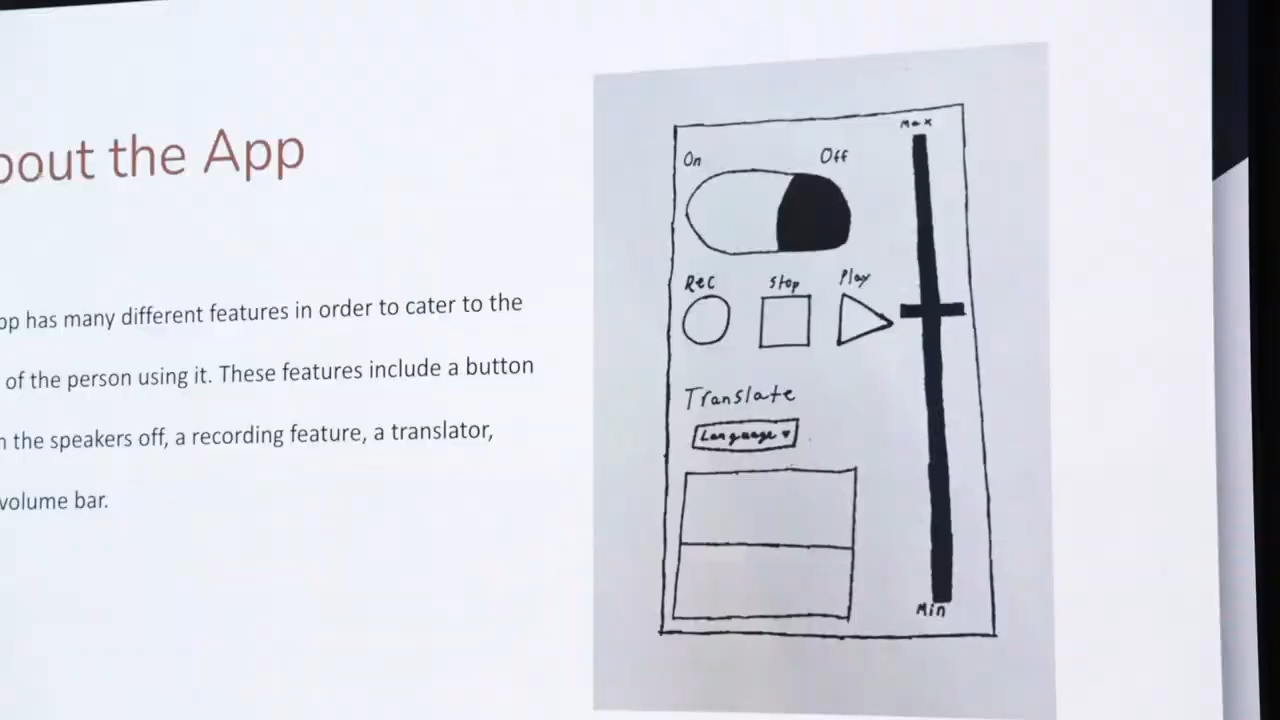 bout the App
pp has many different features in order to cater to the
of the person using it. These features include a button
n the speakers off, a recording feature, a translator,
volume bar.
Max
On Off
Rec Stop Play
Translate
Language
Min